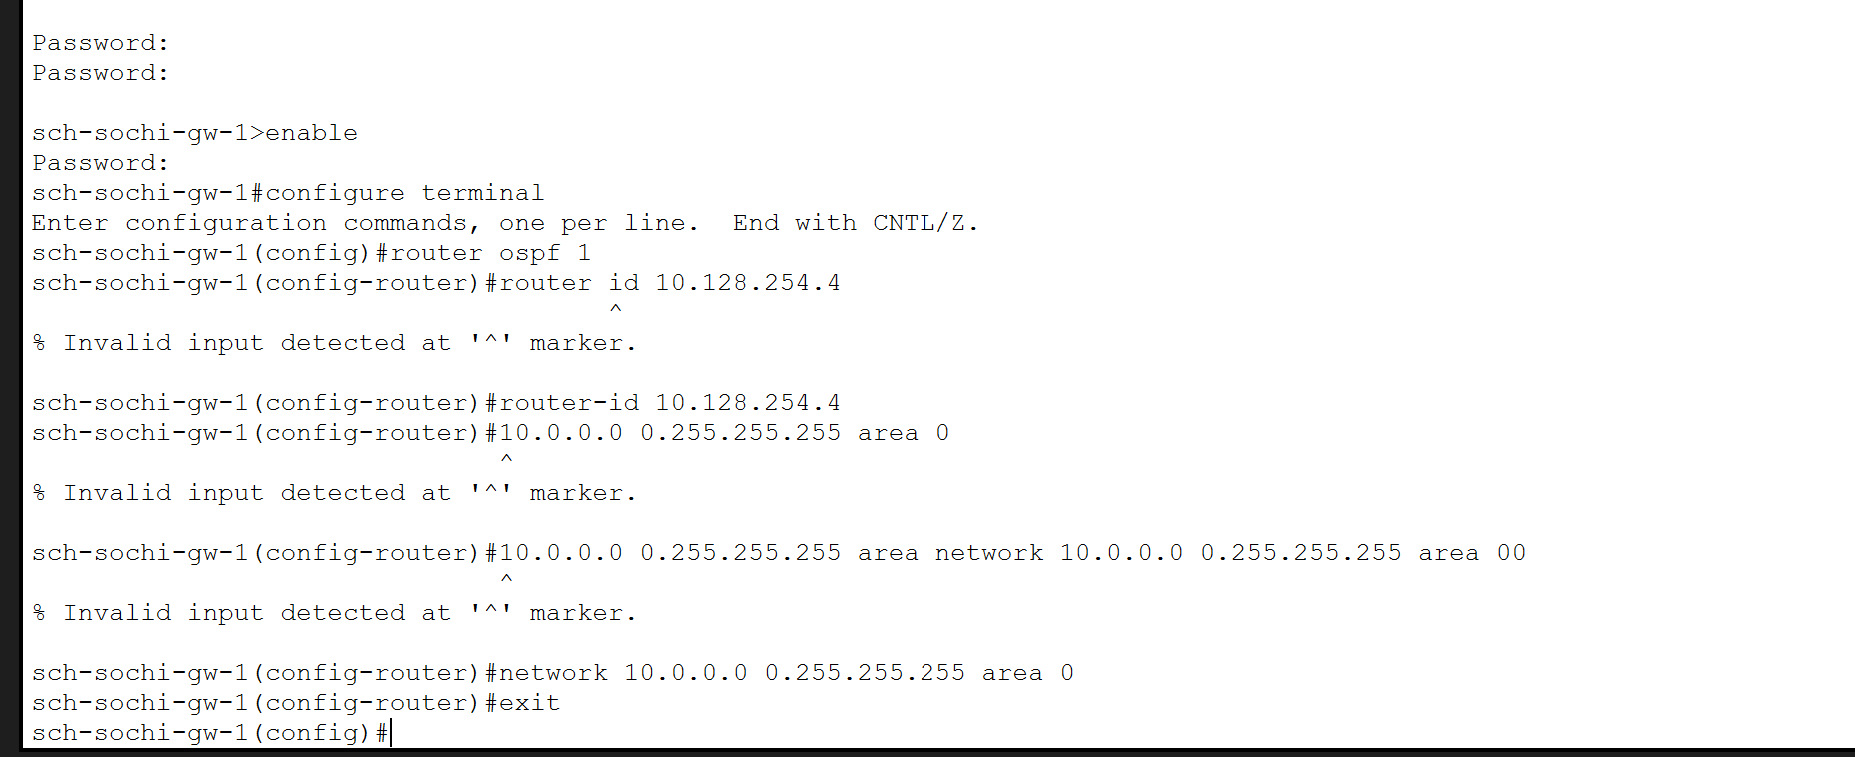 Password:
Password:
sch-sochi-gw-1>enable
Password:
sch-sochi-gw-1#configure terminal
Enter configuration commands, one per line.  End with CNTL/Z.
sch-sochi-gw-1(config)#router ospf 1
sch-sochi-gw-1(config-router)#router id 10.128.254.4
^
% Invalid input detected at '^' marker.
sch-sochi-gw-1(config-router)#router-id 10.128.254.4
sch-sochi-gw-1(config-router)#10.0.0.0 0.255.255.255 area 0
^
% Invalid input detected at '^' marker.
sch-sochi-gw-1(config-router)#10.0.0.0 0.255.255.255 area network 10.0.0.0 0.255.255.255 area 00
^
% Invalid input detected at '^' marker.
sch-sochi-gw-1(config-router)#network 10.0.0.0 0.255.255.255 area 0
sch-sochi-gw-1(config-router)#exit
sch-sochi-gw-1(config)#